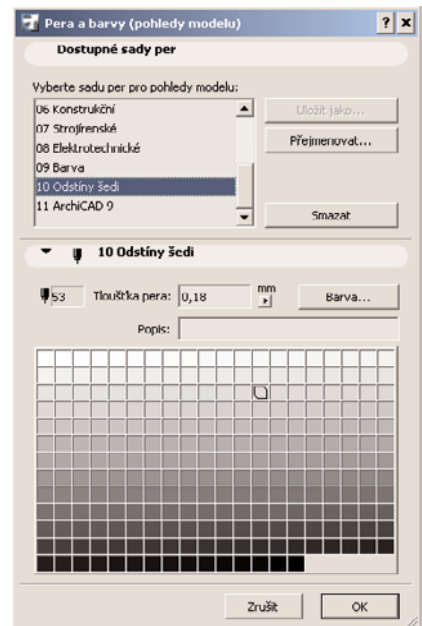 Pera a barvy (pohledy modelu)
Dostupné sady per
Vyberte sadu per pro pohledy modelu:
06 Konstrukční
07 Strojírenské
08 Elektrotechnické
09 Barva
10 Odstíny šedi
11 ArchiCAD 9
Uložit jako...
Přejmenovat...
Smazat
10 Odstíny šedi
53 Tloušťka pera: 0,18 mm
Barva...
Popis:
Zrušit OK